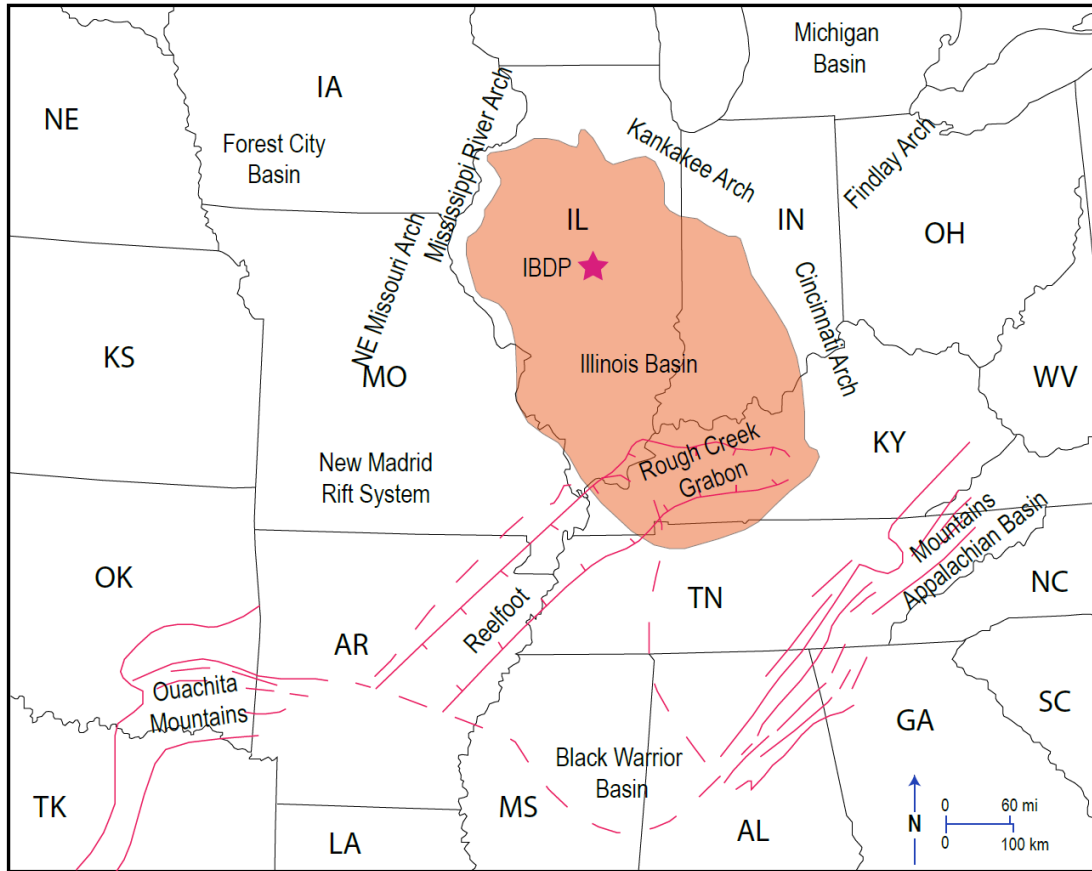 Michigan
Basin
IA
NE
Mississippi River Arch
Kankakee Arch
Findlay Arch
Forest City
Basin
IL
IN
OH
IBDP
NE Missouri Arch
Cincinnati Arch
KS
MO
Illinois Basin
WV
KY
New Madrid
Rift System
Rough Creek
Grabon
Mountains
Appalachian Basin
OK
NC
TN
AR
Reelfoot
Ouachita
Mountains
SC
GA
Black Warrior
Basin
TK
MS
AL
LA
N
0 60 mi
0 100 km